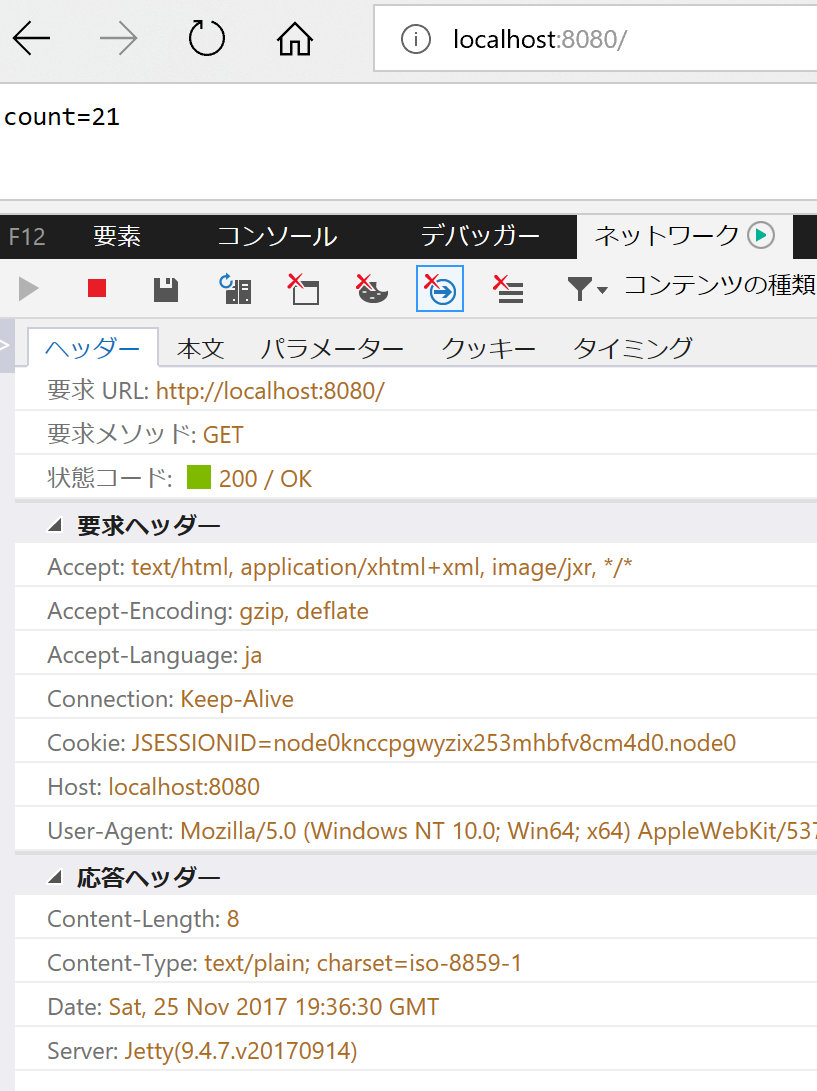 localhost:8080/
count=21
F12 要素 コンソール デバッガー ネットワーク
コンテンツの種類
ヘッダー 本文 パラメーター クッキー タイミング
要求 URL: http://localhost:8080/
要求メソッド: GET
状態コード: 200 / OK
要求ヘッダー
Accept: text/html, application/xhtml+xml, image/jxr, */*
Accept-Encoding: gzip, deflate
Accept-Language: ja
Connection: Keep-Alive
Cookie: JSESSIONID=node0knccpgwyzix253mhbfv8cm4d0.node0
Host: localhost:8080
User-Agent: Mozilla/5.0 (Windows NT 10.0; Win64; x64) AppleWebKit/537
応答ヘッダー
Content-Length: 8
Content-Type: text/plain; charset=iso-8859-1
Date: Sat, 25 Nov 2017 19:36:30 GMT
Server: Jetty(9.4.7.v20170914)